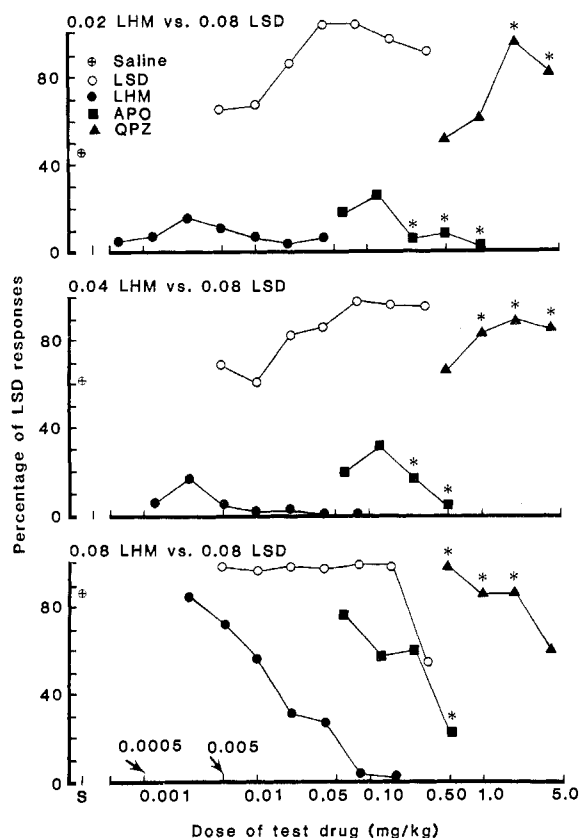 0.02 LHM vs. 0.08 LSD
Saline
LSD
LHM
APO
QPZ
80
40
0
* * * * *
0.04 LHM vs. 0.08 LSD
80
40
0
* * * * *
Percentage of LSD responses
0.08 LHM vs. 0.08 LSD
80
40
0
* * * *
0.0005 0.005
S 0.001 0.01 0.05 0.10 0.50 1.0 5.0
Dose of test drug (mg/kg)